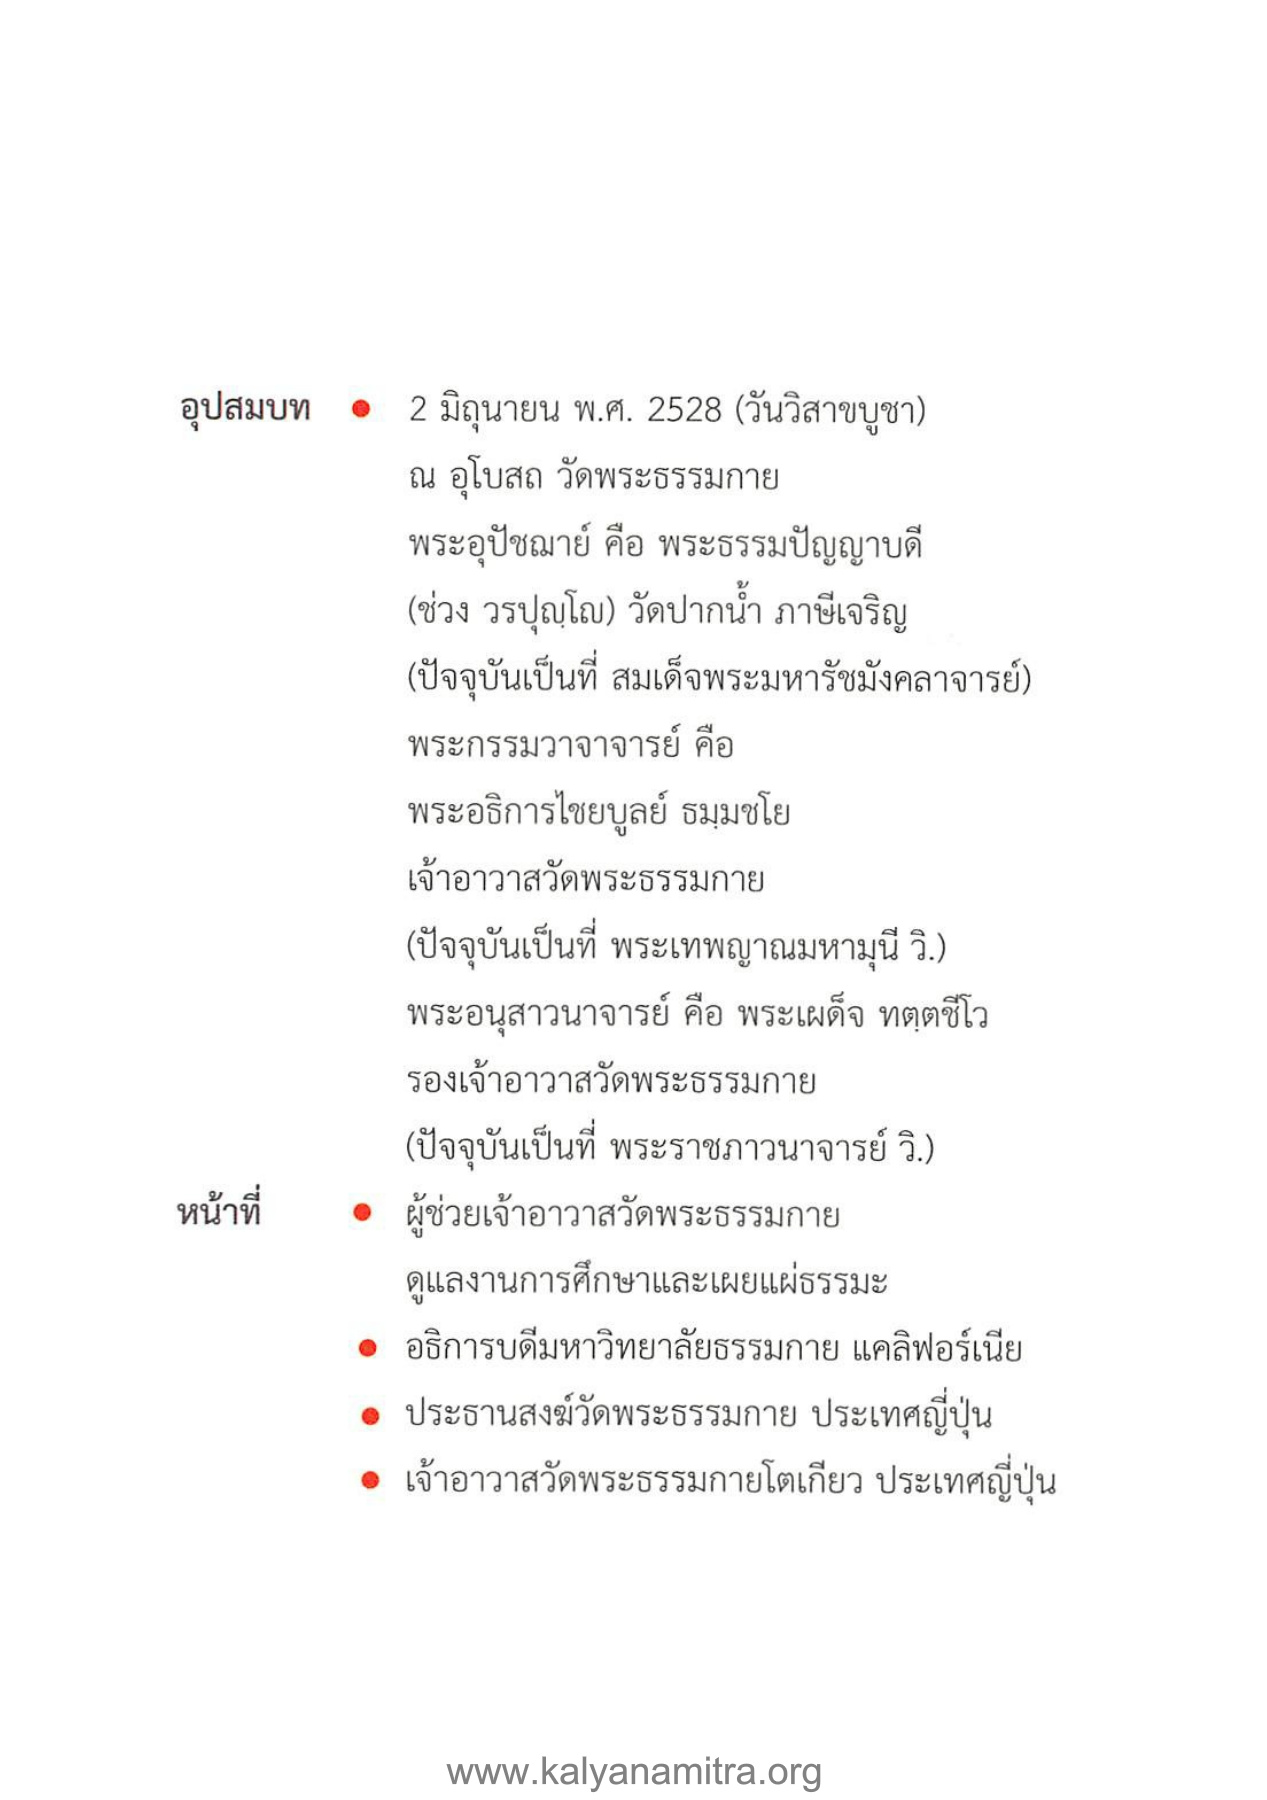 อุปสมบท • 2 มิถุนายน พ.ศ. 2528 (วันวิสาขบูชา)
ณ อุโบสถ วัดพระธรรมกาย
พระอุปัชฌาย์ คือ พระธรรมปัญญาบดี
(ช่วง วรปุญฺโญ) วัดปากน้ำ ภาษีเจริญ
(ปัจจุบันเป็นที่ สมเด็จพระมหารัชมังคลาจารย์)
พระกรรมวาจาจารย์ คือ
พระอธิการไชยบูลย์ ธมฺมชโย
เจ้าอาวาสวัดพระธรรมกาย
(ปัจจุบันเป็นที่ พระเทพญาณมหามุนี วิ.)
พระอนุสาวนาจารย์ คือ พระเผด็จ ทตฺตชีโว
รองเจ้าอาวาสวัดพระธรรมกาย
(ปัจจุบันเป็นที่ พระราชภาวนาจารย์ วิ.)
หน้าที่ • ผู้ช่วยเจ้าอาวาสวัดพระธรรมกาย
ดูแลงานการศึกษาและเผยแผ่ธรรมะ
• อธิการบดีมหาวิทยาลัยธรรมกาย แคลิฟอร์เนีย
• ประธานสงฆ์วัดพระธรรมกาย ประเทศญี่ปุ่น
• เจ้าอาวาสวัดพระธรรมกายโตเกียว ประเทศญี่ปุ่น
www.kalyanamitra.org